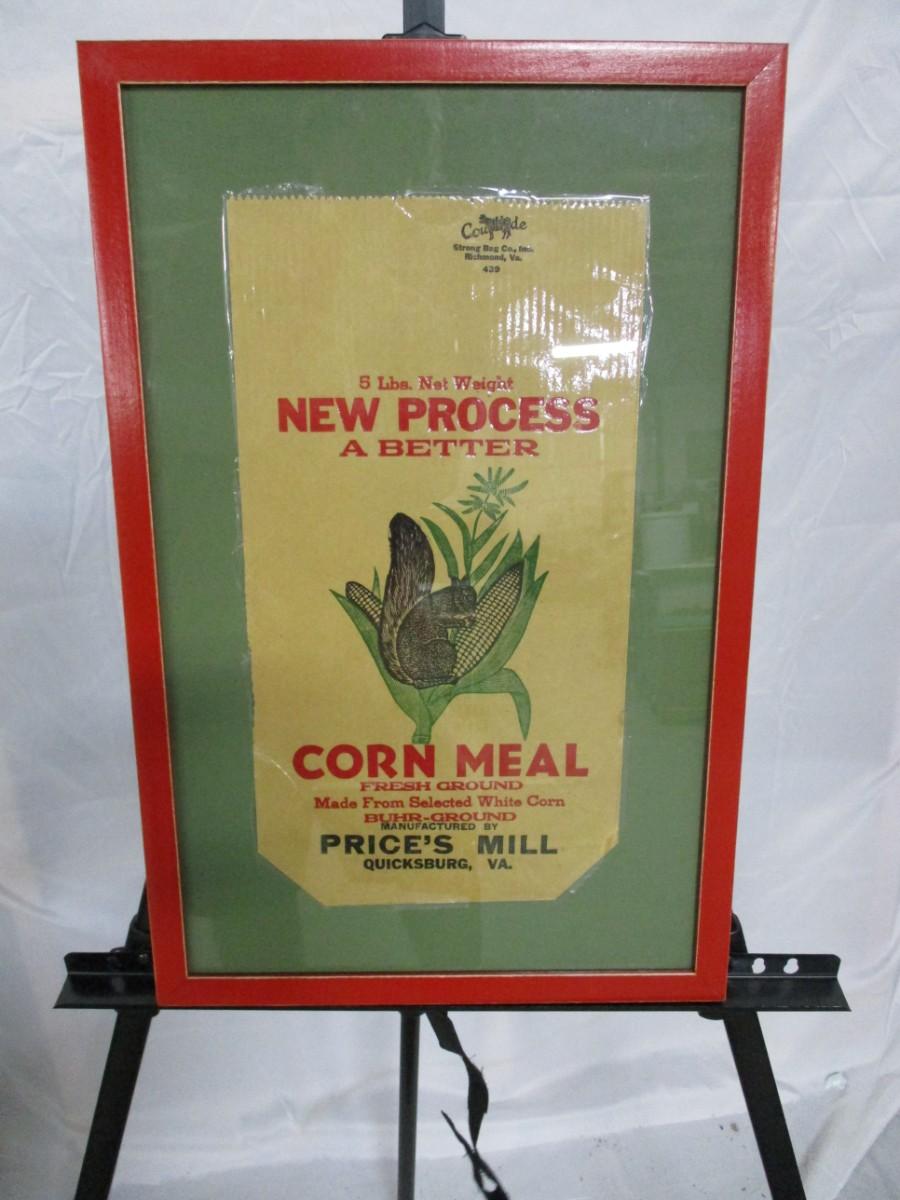 Strong Bag Co., Inc.
Richmond, Va.
439
5 Lbs. Net Weight
NEW PROCESS
A BETTER
CORN MEAL
FRESH GROUND
Made From Selected White Corn
BUHR-GROUND
MANUFACTURED BY
PRICE'S MILL
QUICKSBURG, VA.